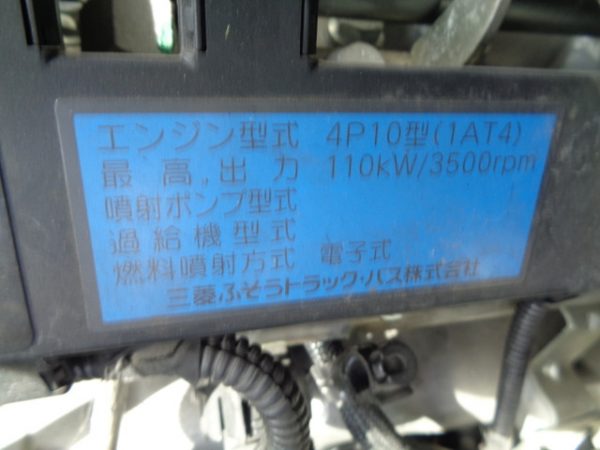 エンジン型式 4P10型(1AT4)
最高出力 110kW/3500rpm
噴射ポンプ型式
過給機型式
燃料噴射方式 電子式
三菱ふそうトラック・バス株式会社